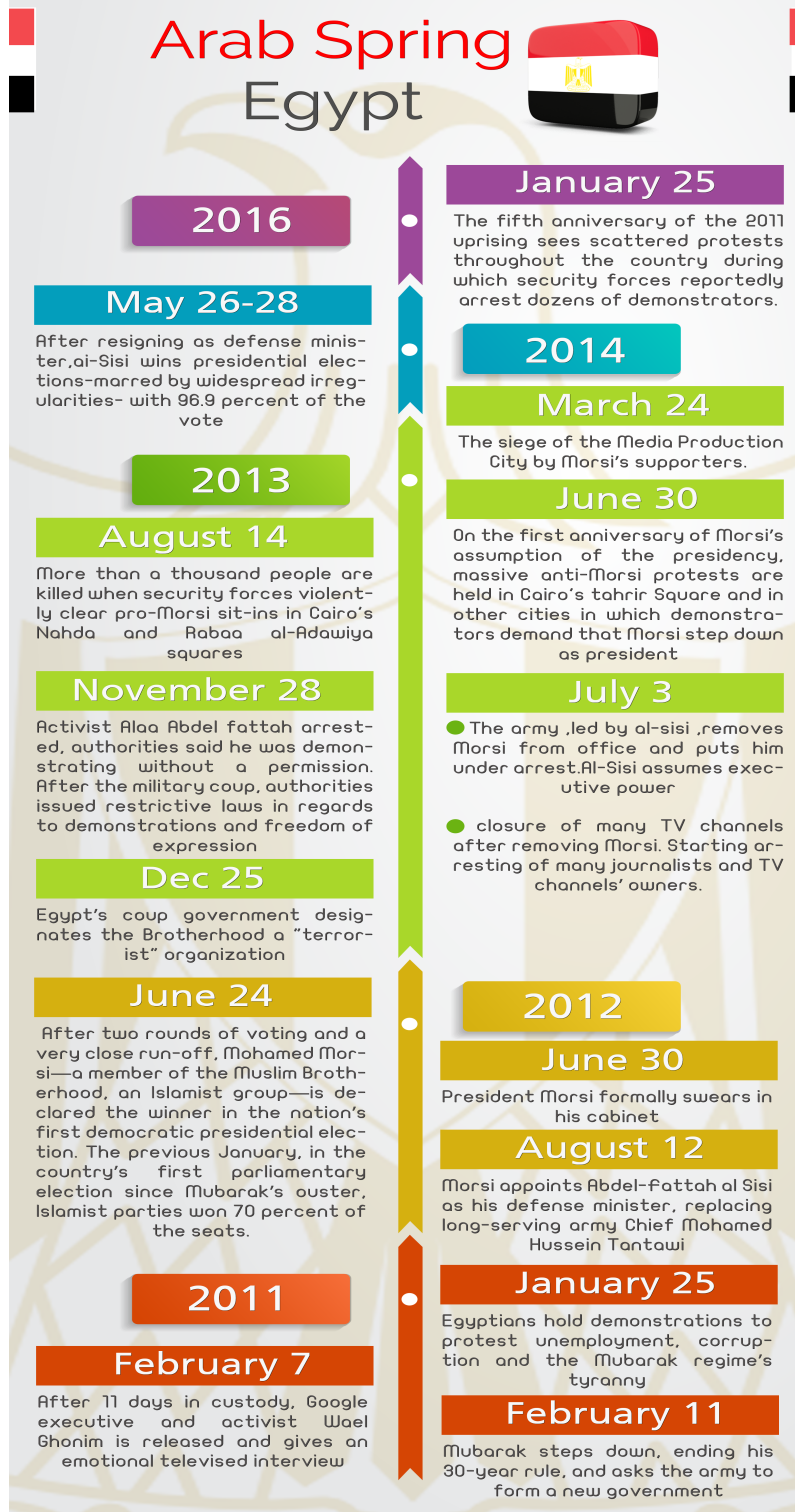 Arab Spring
Egypt
2016
January 25
The fifth anniversary of the 2011
uprising sees scattered protests
throughout the country during
which security forces reportedly
arrest dozens of demonstrators.
May 26-28
After resigning as defense minis-
ter,ai-Sisi wins presidential elec-
tions-marred by widespread irreg-
ularities- with 96.9 percent of the
vote
2014
March 24
The siege of the Media Production
City by Morsi's supporters.
2013
June 30
On the first anniversary of Morsi's
assumption of the presidency,
massive anti-Morsi protests are
held in Cairo's tahrir Square and in
other cities in which demonstra-
tors demand that Morsi step down
as president
August 14
More than a thousand people are
killed when security forces violent-
ly clear pro-Morsi sit-ins in Cairo's
Nahda and Rabaa al-Adawiya
squares
July 3
The army ,led by al-sisi ,removes
Morsi from office and puts him
under arrest.Al-Sisi assumes exec-
utive power
closure of many TV channels
after removing Morsi. Starting ar-
resting of many journalists and TV
channels' owners.
November 28
Activist Alaa Abdel fattah arrest-
ed, authorities said he was demon-
strating without a permission.
After the military coup, authorities
issued restrictive laws in regards
to demonstrations and freedom of
expression
Dec 25
Egypt's coup government desig-
nates the Brotherhood a "terror-
ist" organization
June 24
After two rounds of voting and a
very close run-off, Mohamed Mor-
si—a member of the Muslim Broth-
erhood, an Islamist group—is de-
clared the winner in the nation's
first democratic presidential elec-
tion. The previous January, in the
country's first parliamentary
election since Mubarak's ouster,
Islamist parties won 70 percent of
the seats.
2012
June 30
President Morsi formally swears in
his cabinet
August 12
Morsi appoints Abdel-Fattah al Sisi
as his defense minister, replacing
long-serving army Chief Mohamed
Hussein Tantawi
2011
January 25
Egyptians hold demonstrations to
protest unemployment, corrup-
tion and the Mubarak regime's
tyranny
February 7
After 11 days in custody, Google
executive and activist Wael
Ghonim is released and gives an
emotional televised interview
February 11
Mubarak steps down, ending his
30-year rule, and asks the army to
form a new government